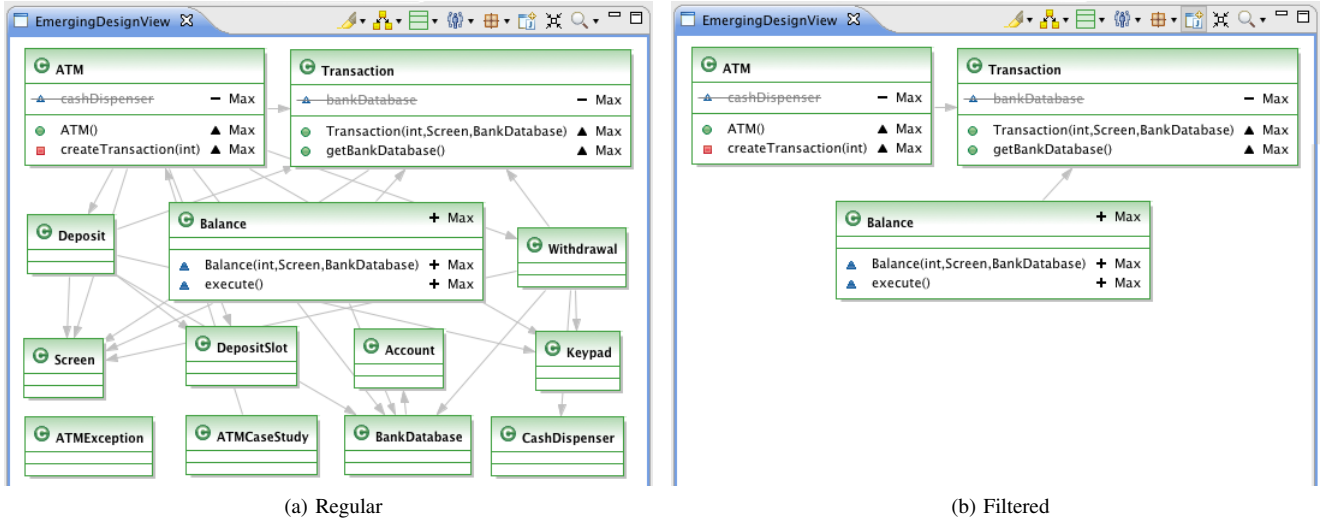 EmergingDesignView
C ATM
cashDispenser − Max
ATM() ▲ Max
createTransaction(int) ▲ Max
C Transaction
bankDatabase − Max
Transaction(int,Screen,BankDatabase) ▲ Max
getBankDatabase() ▲ Max
C Deposit
C Balance + Max
Balance(int,Screen,BankDatabase) + Max
execute() + Max
C Withdrawal
C Screen
C DepositSlot
C Account
C Keypad
C ATMException
C ATMCaseStudy
C BankDatabase
C CashDispenser
(a) Regular
EmergingDesignView
C ATM
cashDispenser − Max
ATM() ▲ Max
createTransaction(int) ▲ Max
C Transaction
bankDatabase − Max
Transaction(int,Screen,BankDatabase) ▲ Max
getBankDatabase() ▲ Max
C Balance + Max
Balance(int,Screen,BankDatabase) + Max
execute() + Max
(b) Filtered